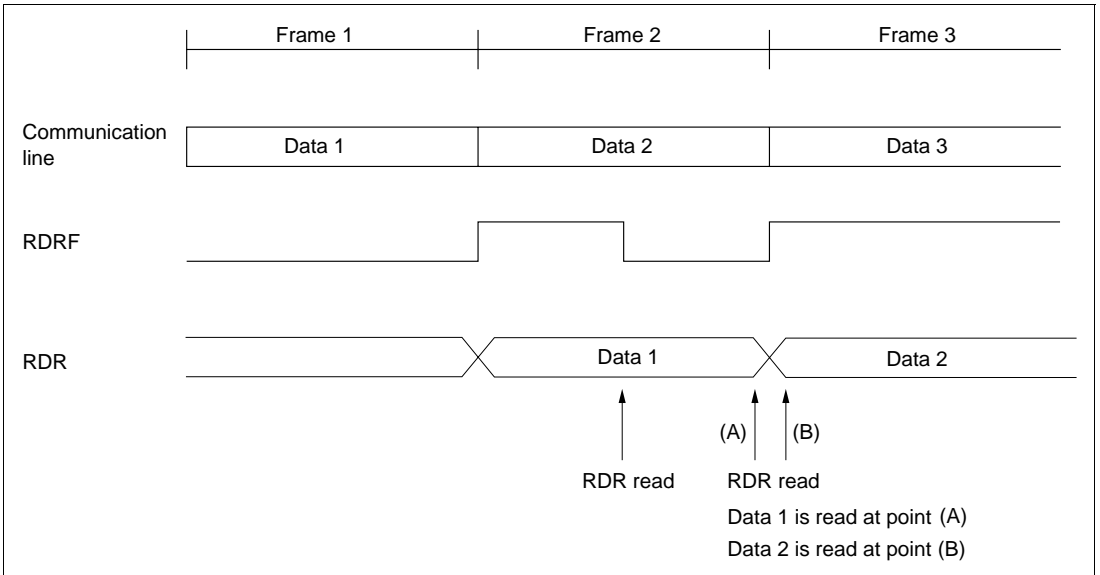 Frame 1 Frame 2 Frame 3
Communication
line
Data 1 Data 2 Data 3
RDRF
RDR
Data 1 Data 2
(A) (B)
RDR read RDR read
Data 1 is read at point (A)
Data 2 is read at point (B)